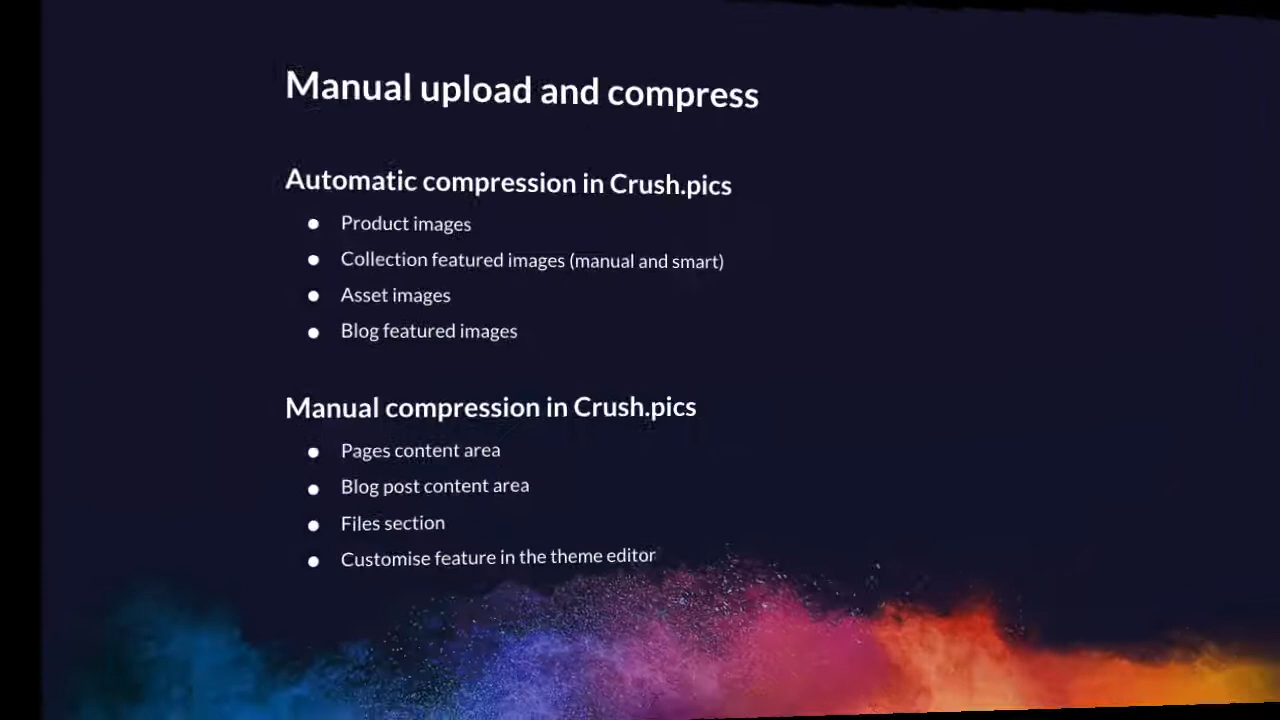 Manual upload and compress
Automatic compression in Crush.pics
● Product images
● Collection featured images (manual and smart)
● Asset images
● Blog featured images
Manual compression in Crush.pics
● Pages content area
● Blog post content area
● Files section
● Customise feature in the theme editor